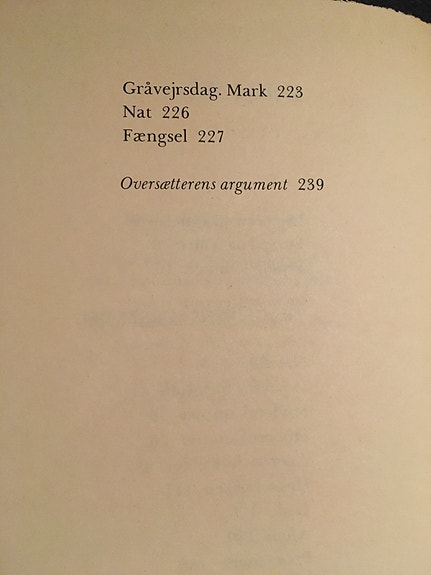 Gråvejrsdag. Mark 223
Nat 226
Fængsel 227
Oversætterens argument 239